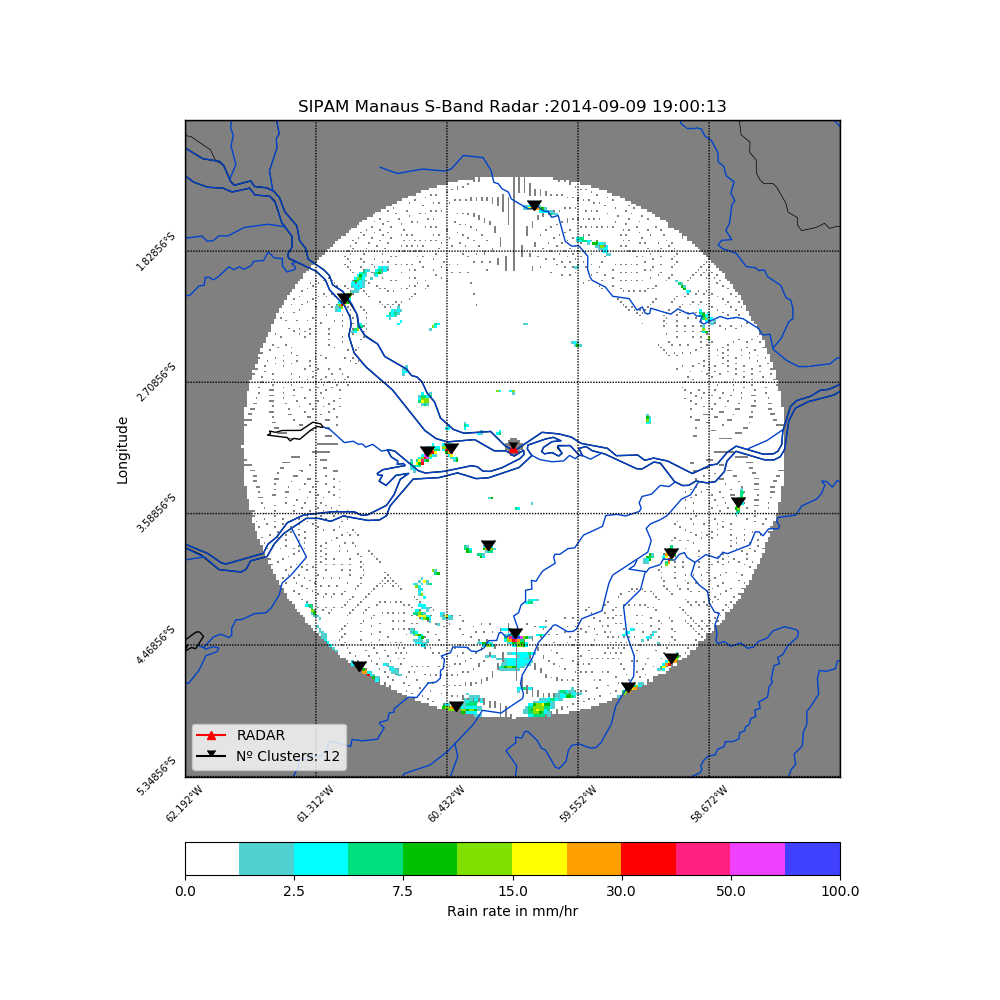 SIPAM Manaus S-Band Radar :2014-09-09 19:00:13
Longitude
1.82856°S
2.70856°S
3.58856°S
4.46856°S
5.34856°S
RADAR
Nº Clusters: 12
62.192°W 61.312°W 60.432°W 59.552°W 58.672°W
0.0 2.5 7.5 15.0 30.0 50.0 100.0
Rain rate in mm/hr